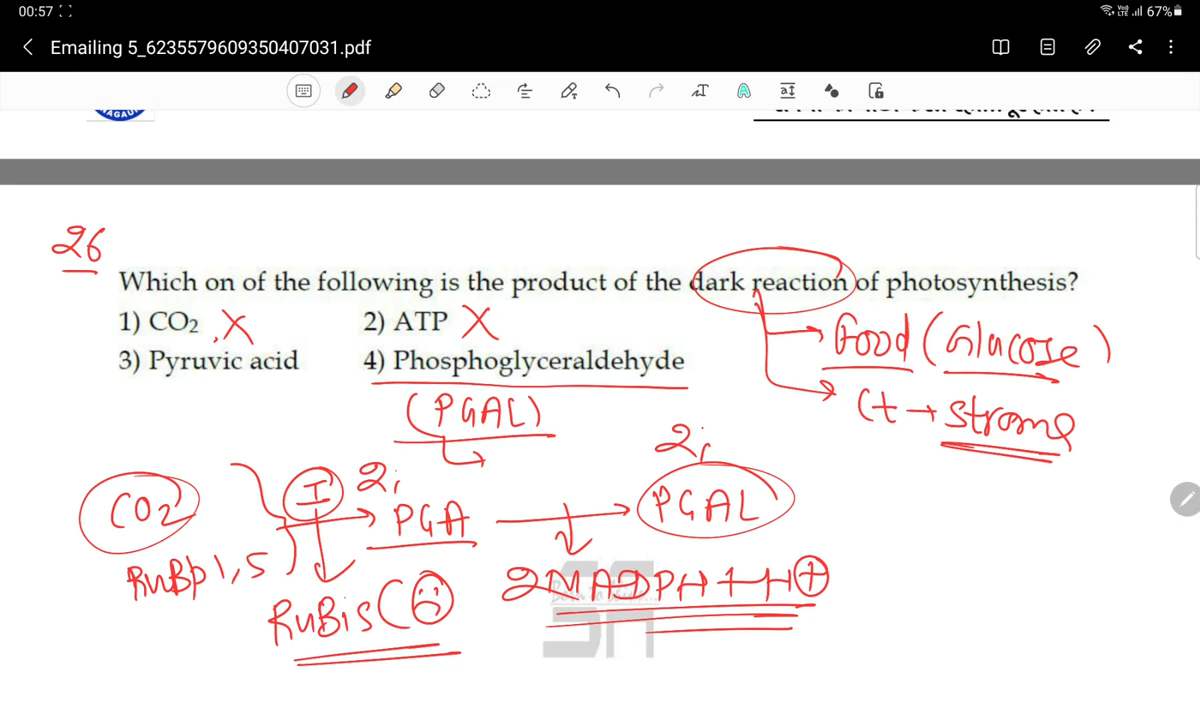 00:57
VoD LTE 67%
Emailing 5_6235579609350407031.pdf
26
Which on of the following is the product of the dark reaction of photosynthesis?
1) CO2 X
2) ATP X
3) Pyruvic acid
4) Phosphoglyceraldehyde
→ Food (Glucose)
→ Ct → Stroma
(PGAL)
CO2
I
2,
→ PGA
2,
→ PGAL
RuBp 1,5
RuBisCO
2NADPH + H+